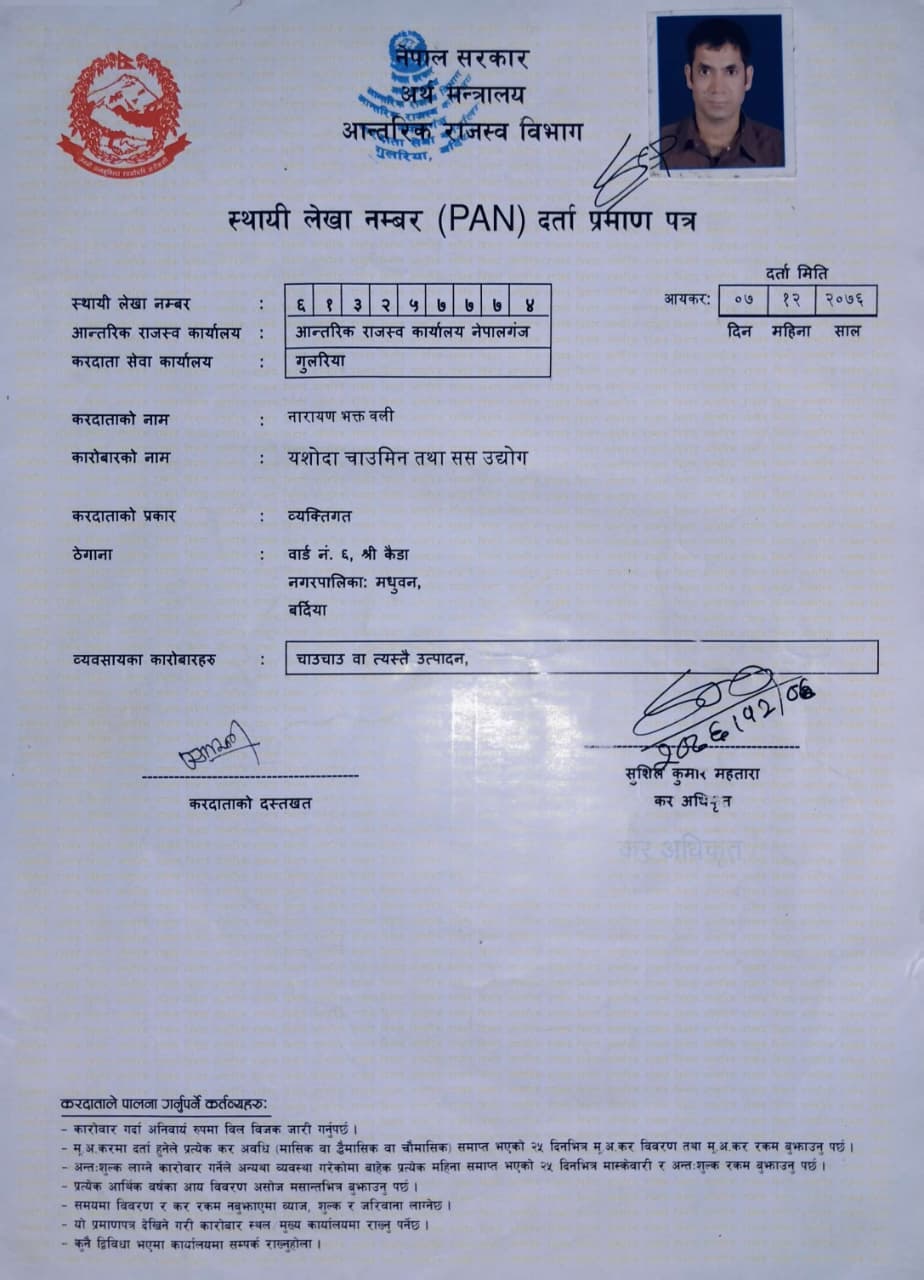 नेपाल सरकार
अर्थ मन्त्रालय
आन्तरिक राजस्व विभाग
गुलरिया,
स्थायी लेखा नम्बर (PAN) दर्ता प्रमाण पत्र
दर्ता मिति
स्थायी लेखा नम्बर : ६ १ ३ २ ५ ७ ७ ७ ४ आयकर: ०७ १२ २०७६
आन्तरिक राजस्व कार्यालय : आन्तरिक राजस्व कार्यालय नेपालगंज दिन महिना साल
करदाता सेवा कार्यालय : गुलरिया
करदाताको नाम : नारायण भक्त वली
कारोबारको नाम : यशोदा चाउमिन तथा सस उद्योग
करदाताको प्रकार : व्यक्तिगत
ठेगाना : वार्ड नं. ६, श्री कैडा
नगरपालिका: मधुवन,
बर्दिया
व्यवसायका कारोबारहरु : चाउचाउ वा त्यस्तै उत्पादन,
२०७६/१२/०७
सुशिल कुमार महतारा
करदाताको दस्तखत कर अधिकृत
कर अधिकृत
करदाताले पालना गर्नुपर्ने कर्तव्यहरु:
- कारोबार गर्दा अनिवार्य रुपमा बिल बिजक जारी गर्नुपर्छ ।
- मू.अ.करमा दर्ता हुनेले प्रत्येक कर अवधि (मासिक वा द्वैमासिक वा चौमासिक) समाप्त भएको २५ दिनभित्र मू.अ.कर विवरण तथा मू.अ.कर रकम बुझाउनु पर्छ ।
- अन्त:शुल्क लाग्ने कारोबार गर्नेले अन्यथा व्यवस्था गरेकोमा बाहेक प्रत्येक महिना समाप्त भएको २५ दिनभित्र मास्केवारी र अन्त:शुल्क रकम बुझाउनु पर्छ ।
- प्रत्येक आर्थिक वर्षका आय विवरण असोज मसान्तभित्र बुझाउनु पर्छ ।
- समयमा विवरण र कर रकम नबुझाएमा ब्याज, शुल्क र जरिवाना लाग्नेछ ।
- यो प्रमाणपत्र देखिने गरी कारोबार स्थल/मुख्य कार्यालयमा राख्नु पर्नेछ ।
- कुनै द्विविधा भएमा कार्यालयमा सम्पर्क राख्नुहोला ।